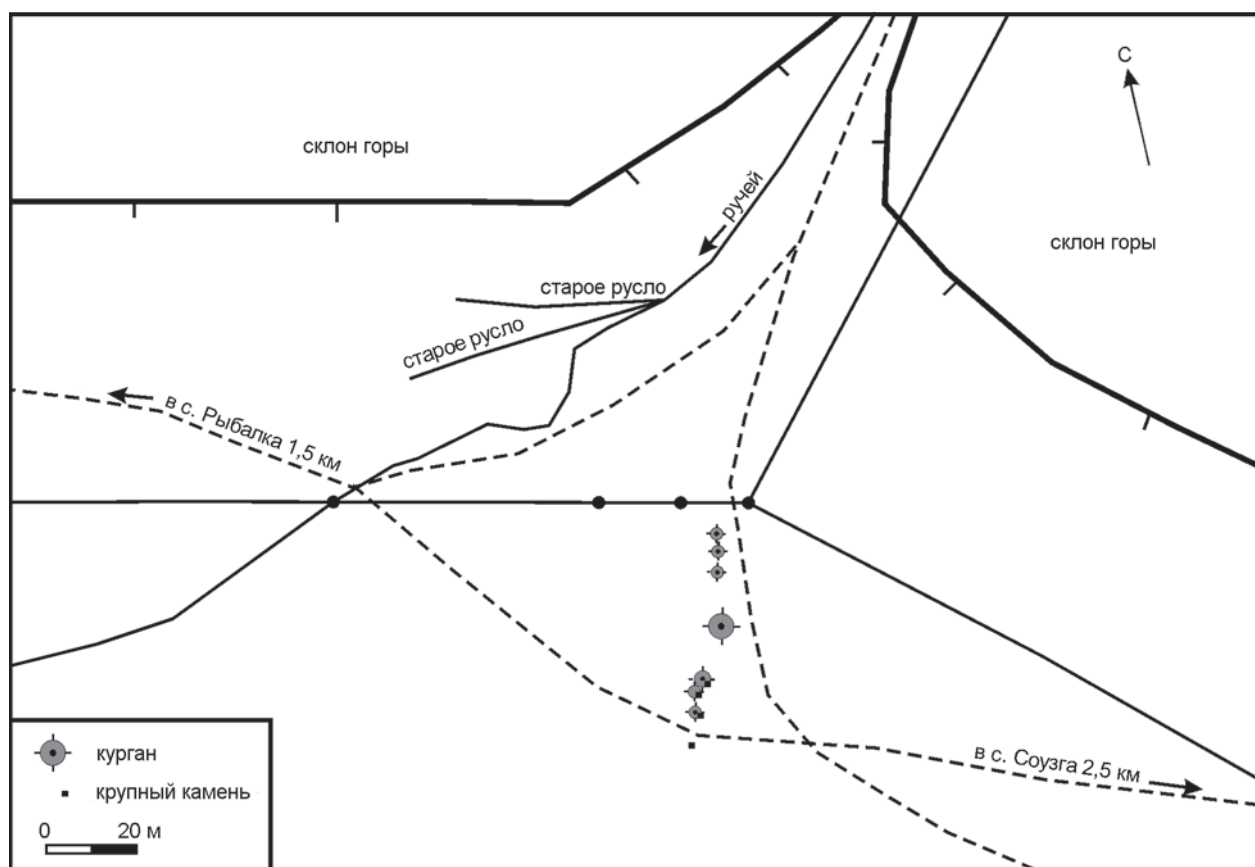 С
склон горы
ручей
склон горы
старое русло
старое русло
в с. Рыбалка 1,5 км
в с. Соузга 2,5 км
курган
крупный камень
0 20 м